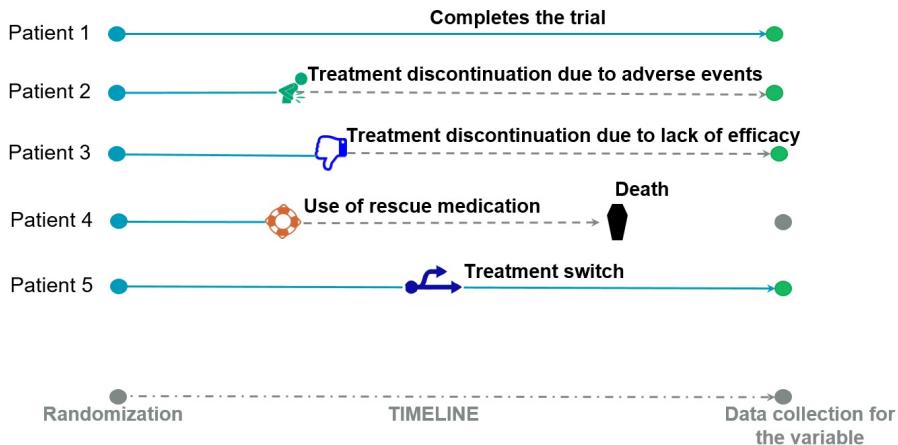 Completes the trial
Patient 1
Treatment discontinuation due to adverse events
Patient 2
Treatment discontinuation due to lack of efficacy
Patient 3
Death
Use of rescue medication
Patient 4
Treatment switch
Patient 5
Randomization
TIMELINE
Data collection for
the variable